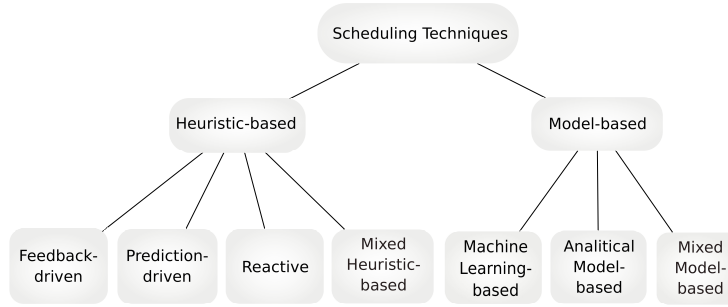 Scheduling Techniques
Heuristic-based
Model-based
Feedback-
driven
Prediction-
driven
Reactive
Mixed
Heuristic-
based
Machine
Learning-
based
Analitical
Model-
based
Mixed
Model-
based